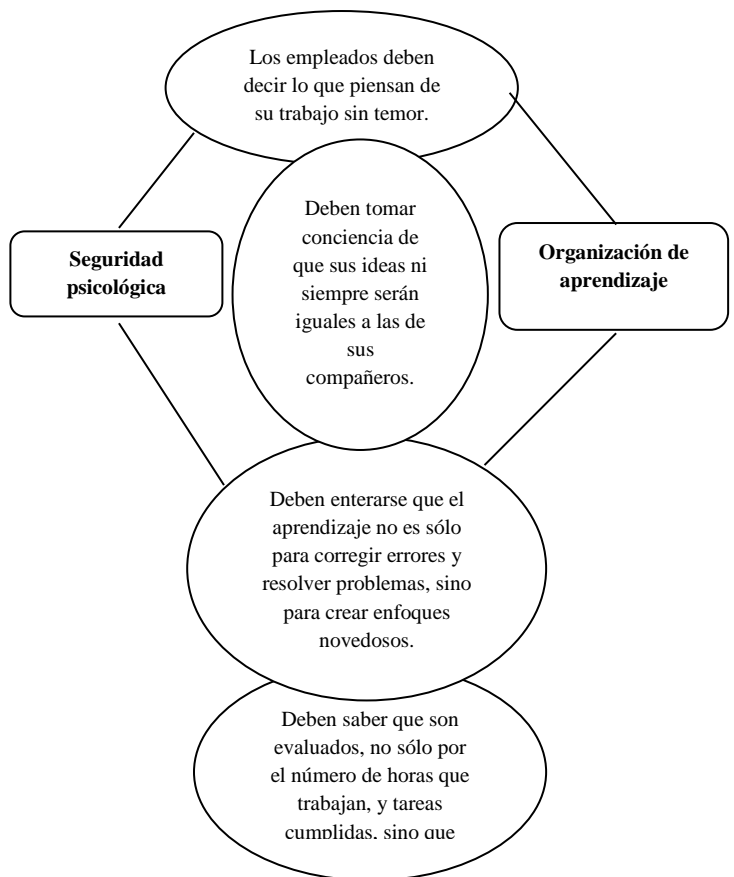 Los empleados deben
decir lo que piensan de
su trabajo sin temor.
Deben tomar
conciencia de
que sus ideas ni
siempre serán
iguales a las de
sus
compañeros.
Seguridad
psicológica
Organización de
aprendizaje
Deben enterarse que el
aprendizaje no es sólo
para corregir errores y
resolver problemas, sino
para crear enfoques
novedosos.
Deben saber que son
evaluados, no sólo por
el número de horas que
trabajan, y tareas
cumplidas, sino que